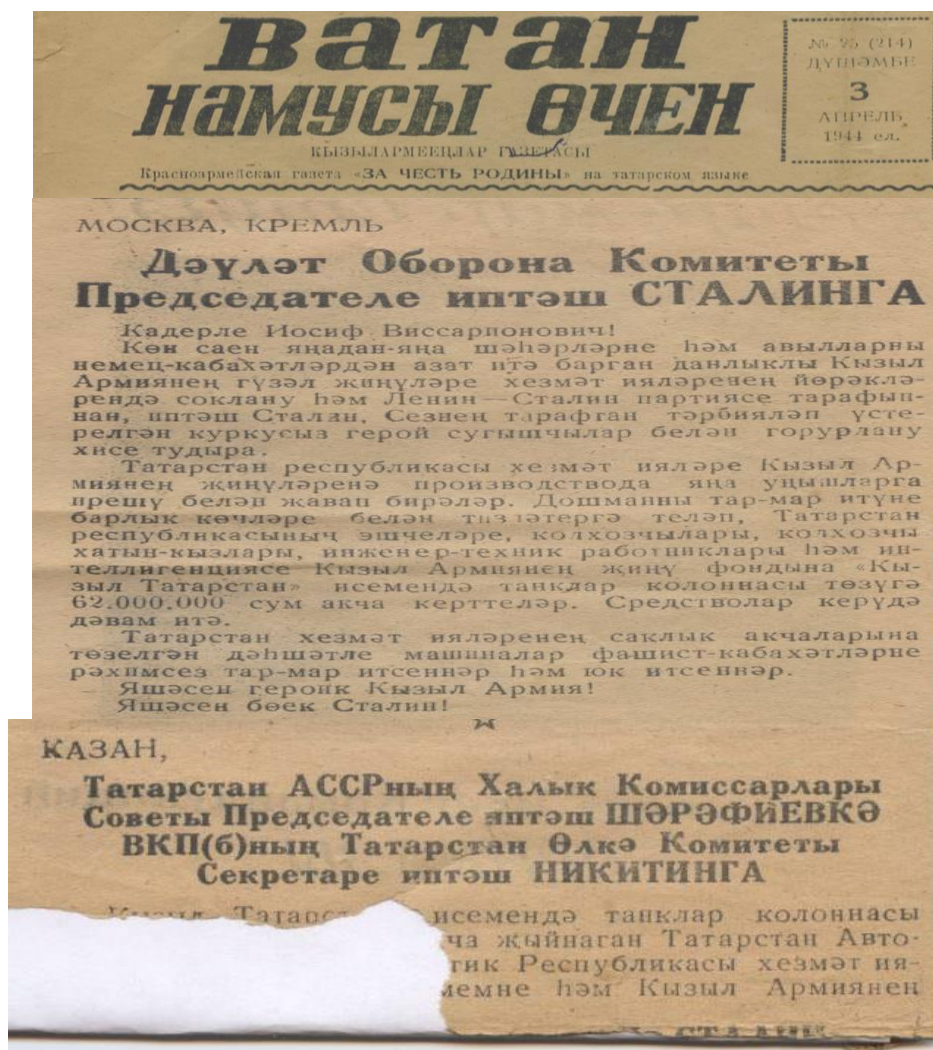 ватан
намусы өчен
№ 25 (214)
ДҮШӘМБЕ
3
АПРЕЛЬ
1944 ел.
КЫЗЫЛАРМЕЕЦЛАР ГАЗЕТАСЫ
Красноармейская газета «ЗА ЧЕСТЬ РОДИНЫ» на татарском языке
МОСКВА, КРЕМЛЬ
Дәүләт Оборона Комитеты
Председателе иптәш СТАЛИНГА
Кадерле Иосиф Виссарионович!
Көн саен яңадан-яңа шәһәрләрне һәм авылларны
немец-кабахәтләрдән азат итә барган данлыклы Кызыл
Армиянең гүзәл җиңүләре хезмәт ияләренең йөрәклә-
рендә соклану һәм Ленин—Сталин партиясе тарафын-
нан, иптәш Сталин, Сезнең тарафтан тәрбияләп үсте-
релгән куркусыз герой сугышчылар белән горурлану
хисе тудыра.
Татарстан республикасы хезмәт ияләре Кызыл Ар-
миянең җиңүләренә производствода яңа уңышларга
ирешү белән җавап бирәләр. Дошманны тар-мар итүне
барлык көчләре белән тизләтергә теләп, Татарстан
республикасының эшчеләре, колхозчылары, колхозчы
хатын-кызлары, инженер-техник работниклары һәм ин-
теллигенциясе Кызыл Армиянең җиңү фондына «Кы-
зыл Татарстан» исемендә танклар колоннасы төзүгә
62.000.000 сум акча керттеләр. Средстволар керүдә
дәвам итә.
Татарстан хезмәт ияләренең саклык акчаларына
төзелгән дәһшәтле машиналар фашист-кабахәтләрне
рәхимсез тар-мар итсеннәр һәм юк итсеннәр.
Яшәсен героик Кызыл Армия!
Яшәсен бөек Сталин!
КАЗАН,
Татарстан АССРның Халык Комиссарлары
Советы Председателе иптәш ШӘРӘФИЕВКӘ
ВКП(б)ның Татарстан Өлкә Комитеты
Секретаре иптәш НИКИТИНГА
Кызыл исемендә танклар колоннасы
ча җыйнаган Татарстан Авто-
тик Республикасы хезмәт ия-
һәм Кызыл Армиянең